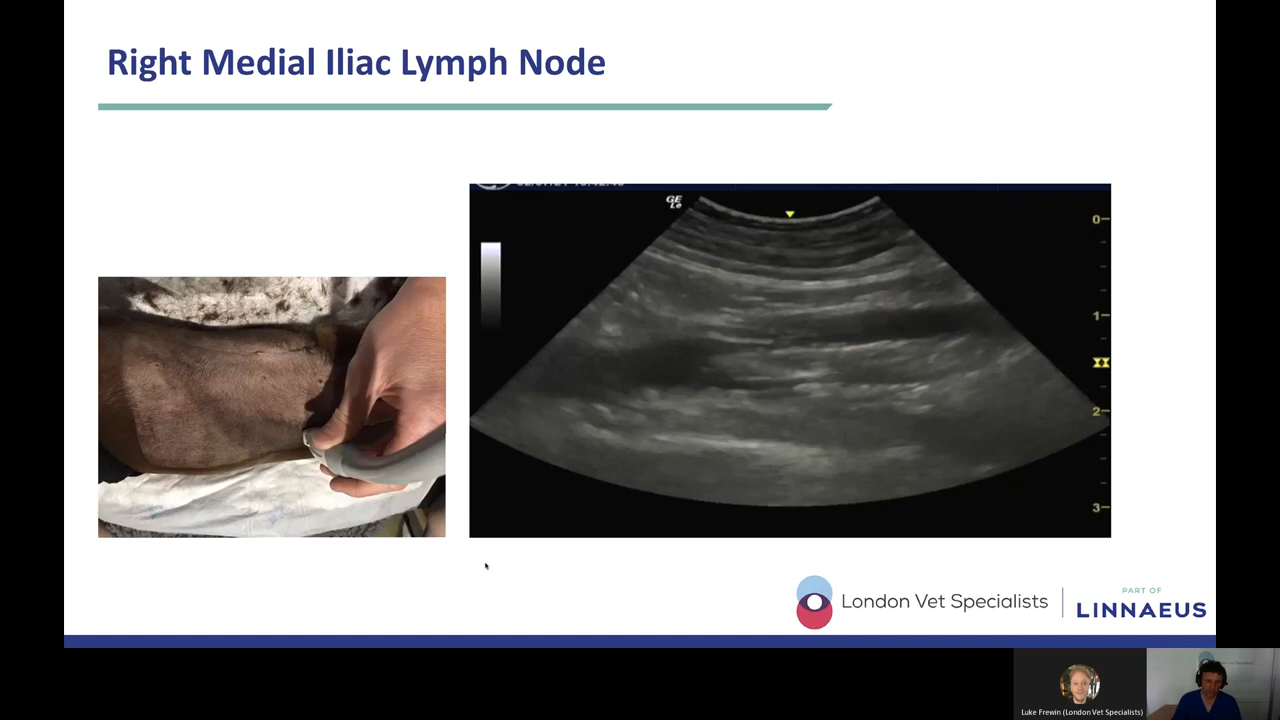 Right Medial Iliac Lymph Node
GE
0
1
2
3
London Vet Specialists
PART OF
LINNAEUS
Luke Frewin (London Vet Specialists)